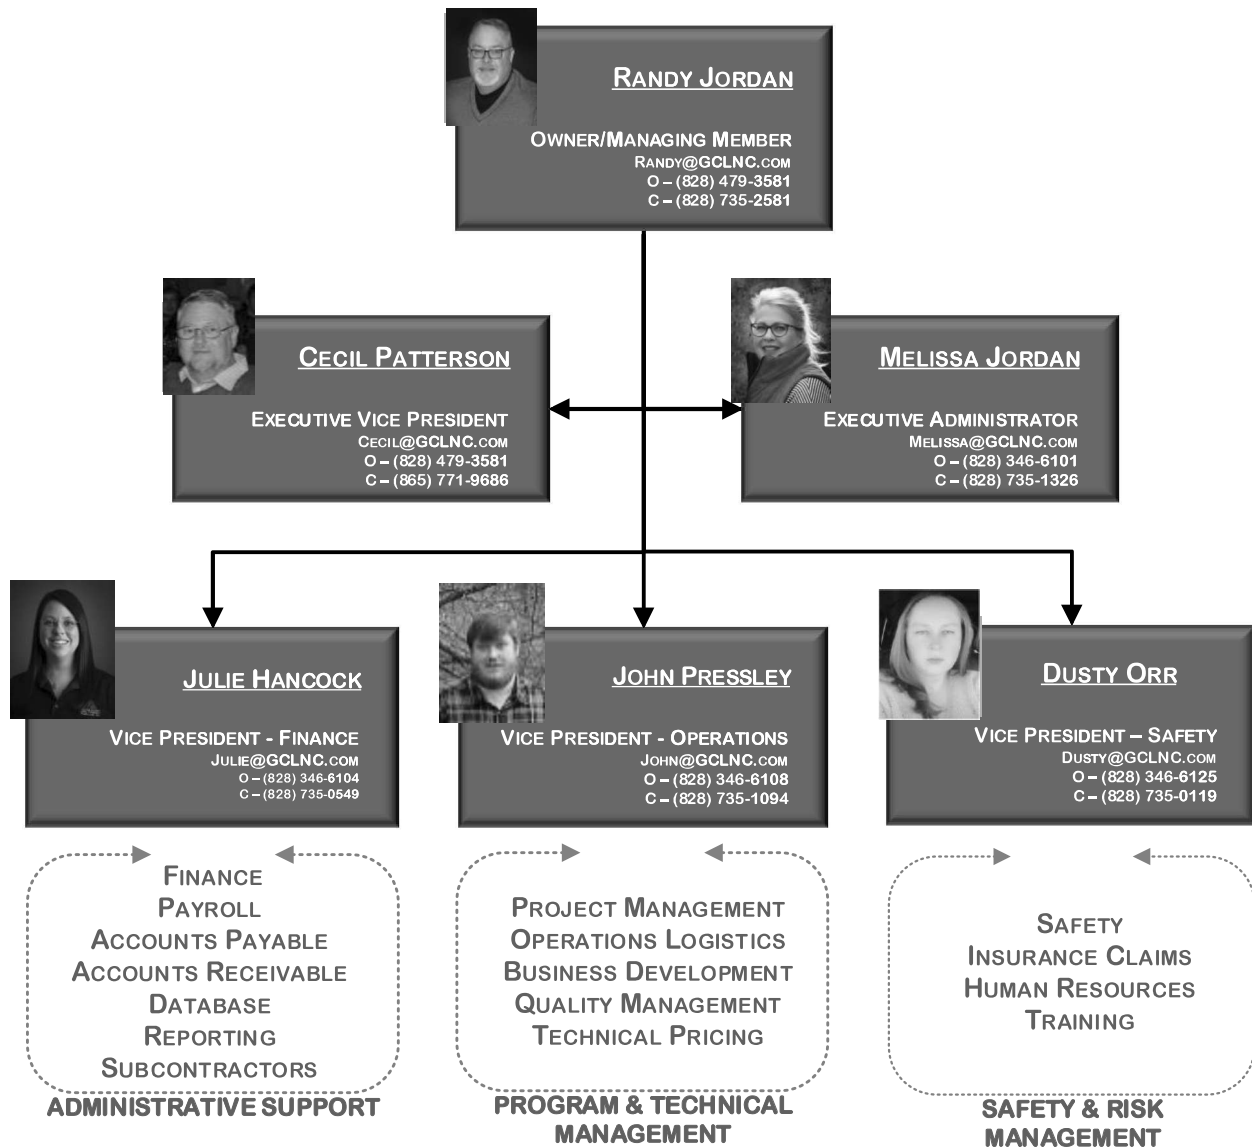 RANDY JORDAN
OWNER/MANAGING MEMBER
RANDY@GCLNC.COM
O – (828) 479-3581
C – (828) 735-2581
CECIL PATTERSON
EXECUTIVE VICE PRESIDENT
CECIL@GCLNC.COM
O – (828) 479-3581
C – (865) 771-9686
MELISSA JORDAN
EXECUTIVE ADMINISTRATOR
MELISSA@GCLNC.COM
O – (828) 346-6101
C – (828) 735-1326
JULIE HANCOCK
VICE PRESIDENT - FINANCE
JULIE@GCLNC.COM
O – (828) 346-6104
C – (828) 735-0549
JOHN PRESSLEY
VICE PRESIDENT - OPERATIONS
JOHN@GCLNC.COM
O – (828) 346-6108
C – (828) 735-1094
DUSTY ORR
VICE PRESIDENT – SAFETY
DUSTY@GCLNC.COM
O – (828) 346-6125
C – (828) 735-0119
FINANCE
PAYROLL
ACCOUNTS PAYABLE
ACCOUNTS RECEIVABLE
DATABASE
REPORTING
SUBCONTRACTORS
ADMINISTRATIVE SUPPORT
PROJECT MANAGEMENT
OPERATIONS LOGISTICS
BUSINESS DEVELOPMENT
QUALITY MANAGEMENT
TECHNICAL PRICING
PROGRAM & TECHNICAL
MANAGEMENT
SAFETY
INSURANCE CLAIMS
HUMAN RESOURCES
TRAINING
SAFETY & RISK
MANAGEMENT